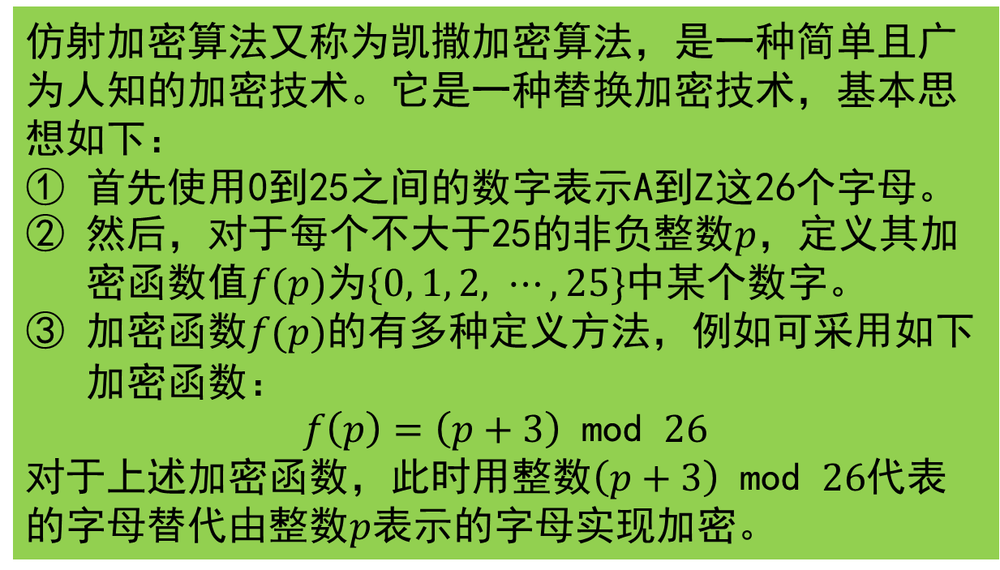 仿射加密算法又称为凯撒加密算法，是一种简单且广
为人知的加密技术。它是一种替换加密技术，基本思
想如下：
① 首先使用0到25之间的数字表示A到Z这26个字母。
② 然后，对于每个不大于25的非负整数p，定义其加
密函数值f(p)为{0, 1, 2, ⋯, 25}中某个数字。
③ 加密函数f(p)的有多种定义方法，例如可采用如下
加密函数：
f(p) = (p + 3) mod 26
对于上述加密函数，此时用整数(p + 3) mod 26代表
的字母替代由整数p表示的字母实现加密。